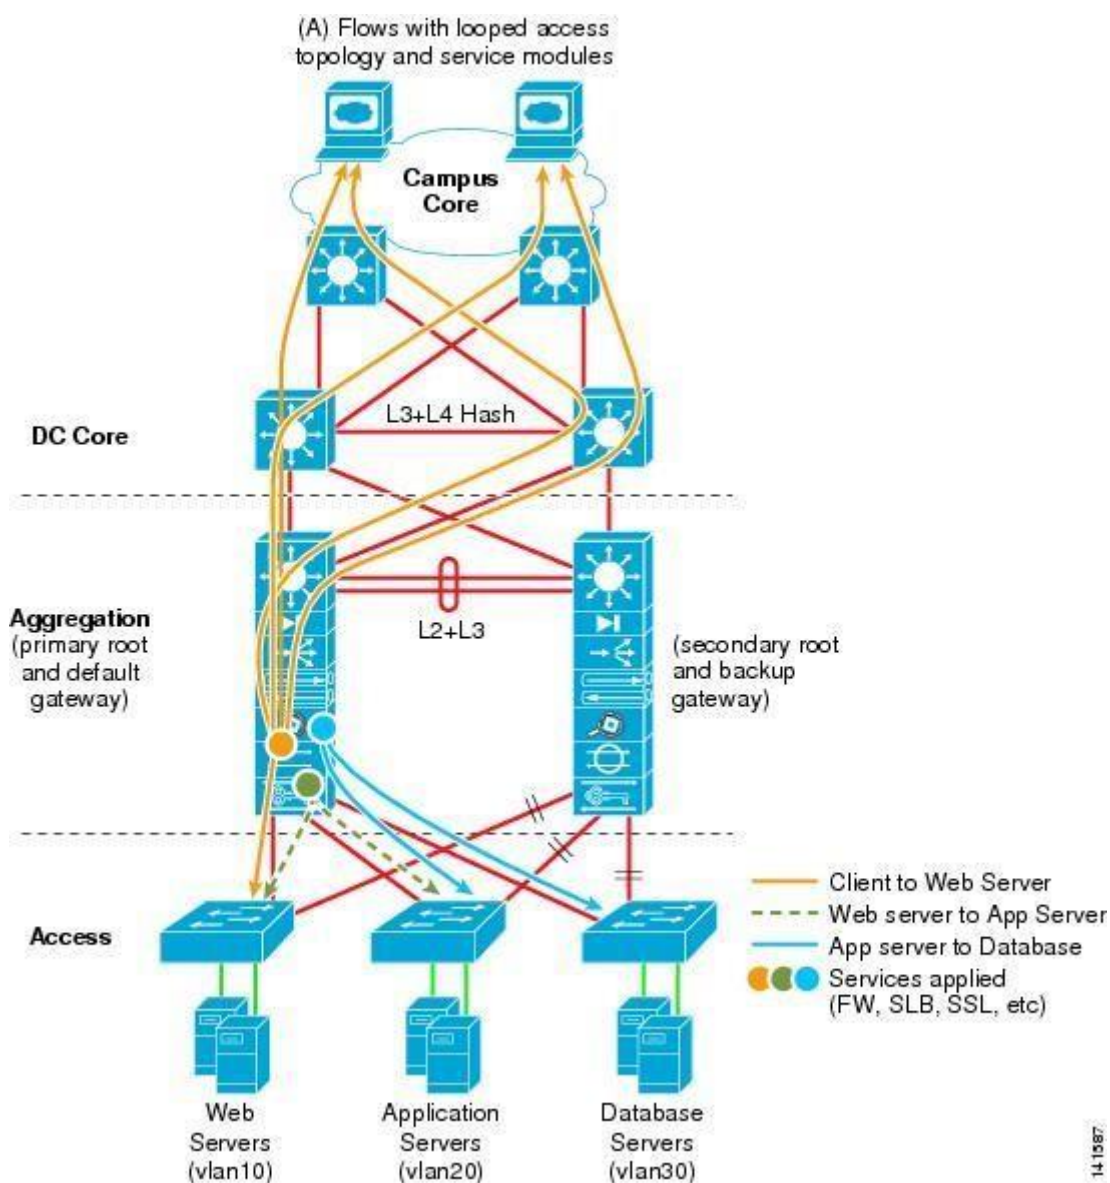 (A) Flows with looped access
topology and service modules
Campus
Core
L3+L4 Hash
DC Core
Aggregation
(primary root
and default
gateway)
L2+L3
(secondary root
and backup
gateway)
Access
Client to Web Server
Web server to App Server
App server to Database
Services applied
(FW, SLB, SSL, etc)
Web
Servers
(vlan10)
Application
Servers
(vlan20)
Database
Servers
(vlan30)
141587